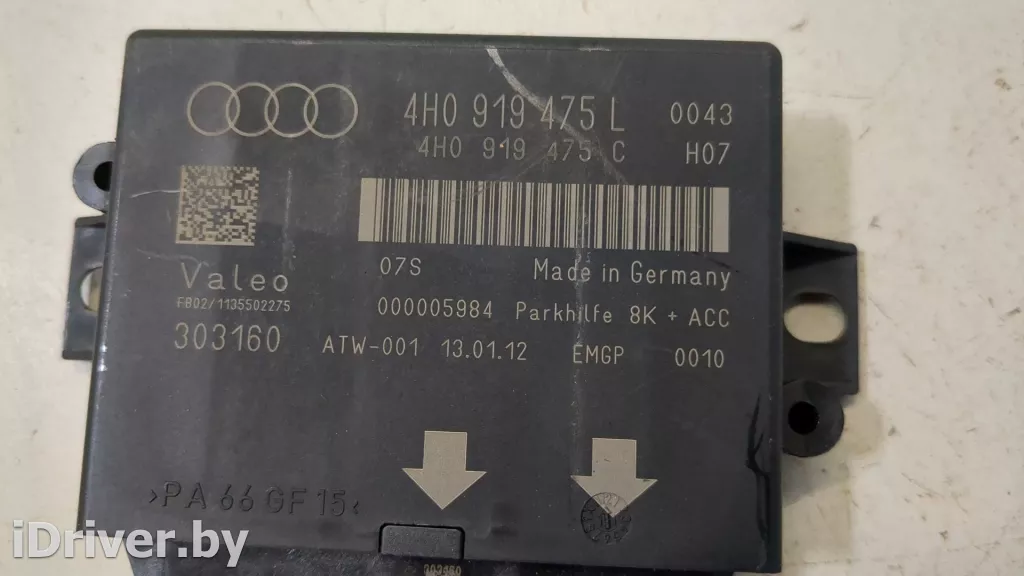 4H0 919 475 L 0043
4H0 919 475 C H07
Valeo 07S Made in Germany
FB02/1135502275 000005984 Parkhilfe 8K + ACC
303160 ATW-001 13.01.12 EMGP 0010
>PA 66 GF 15<
iDriver.by